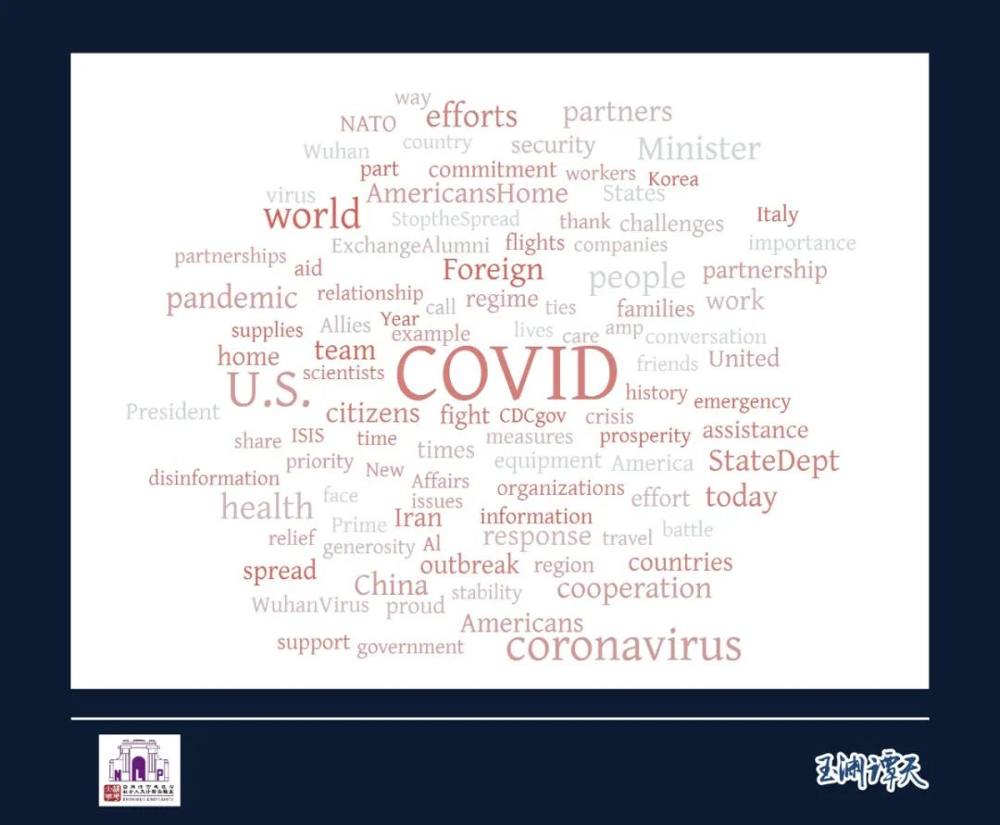 way
NATO efforts partners
Wuhan country security Minister
part commitment workers Korea
virus AmericansHome States
world StoptheSpread thank challenges Italy
ExchangeAlumni flights companies importance
partnerships aid Foreign people partnership
pandemic relationship call regime ties families work
supplies Allies Year example lives care amp conversation
home team COVID friends United
U.S. scientists history
President citizens fight CDCgov crisis emergency
share ISIS time measures prosperity assistance
priority times equipment America StateDept
disinformation New Affairs organizations effort today
health face issues
Prime Iran information
relief generosity Al response travel battle
spread outbreak region countries
China stability cooperation
WuhanVirus proud
Americans
support government coronavirus
NLP
玉渊谭天